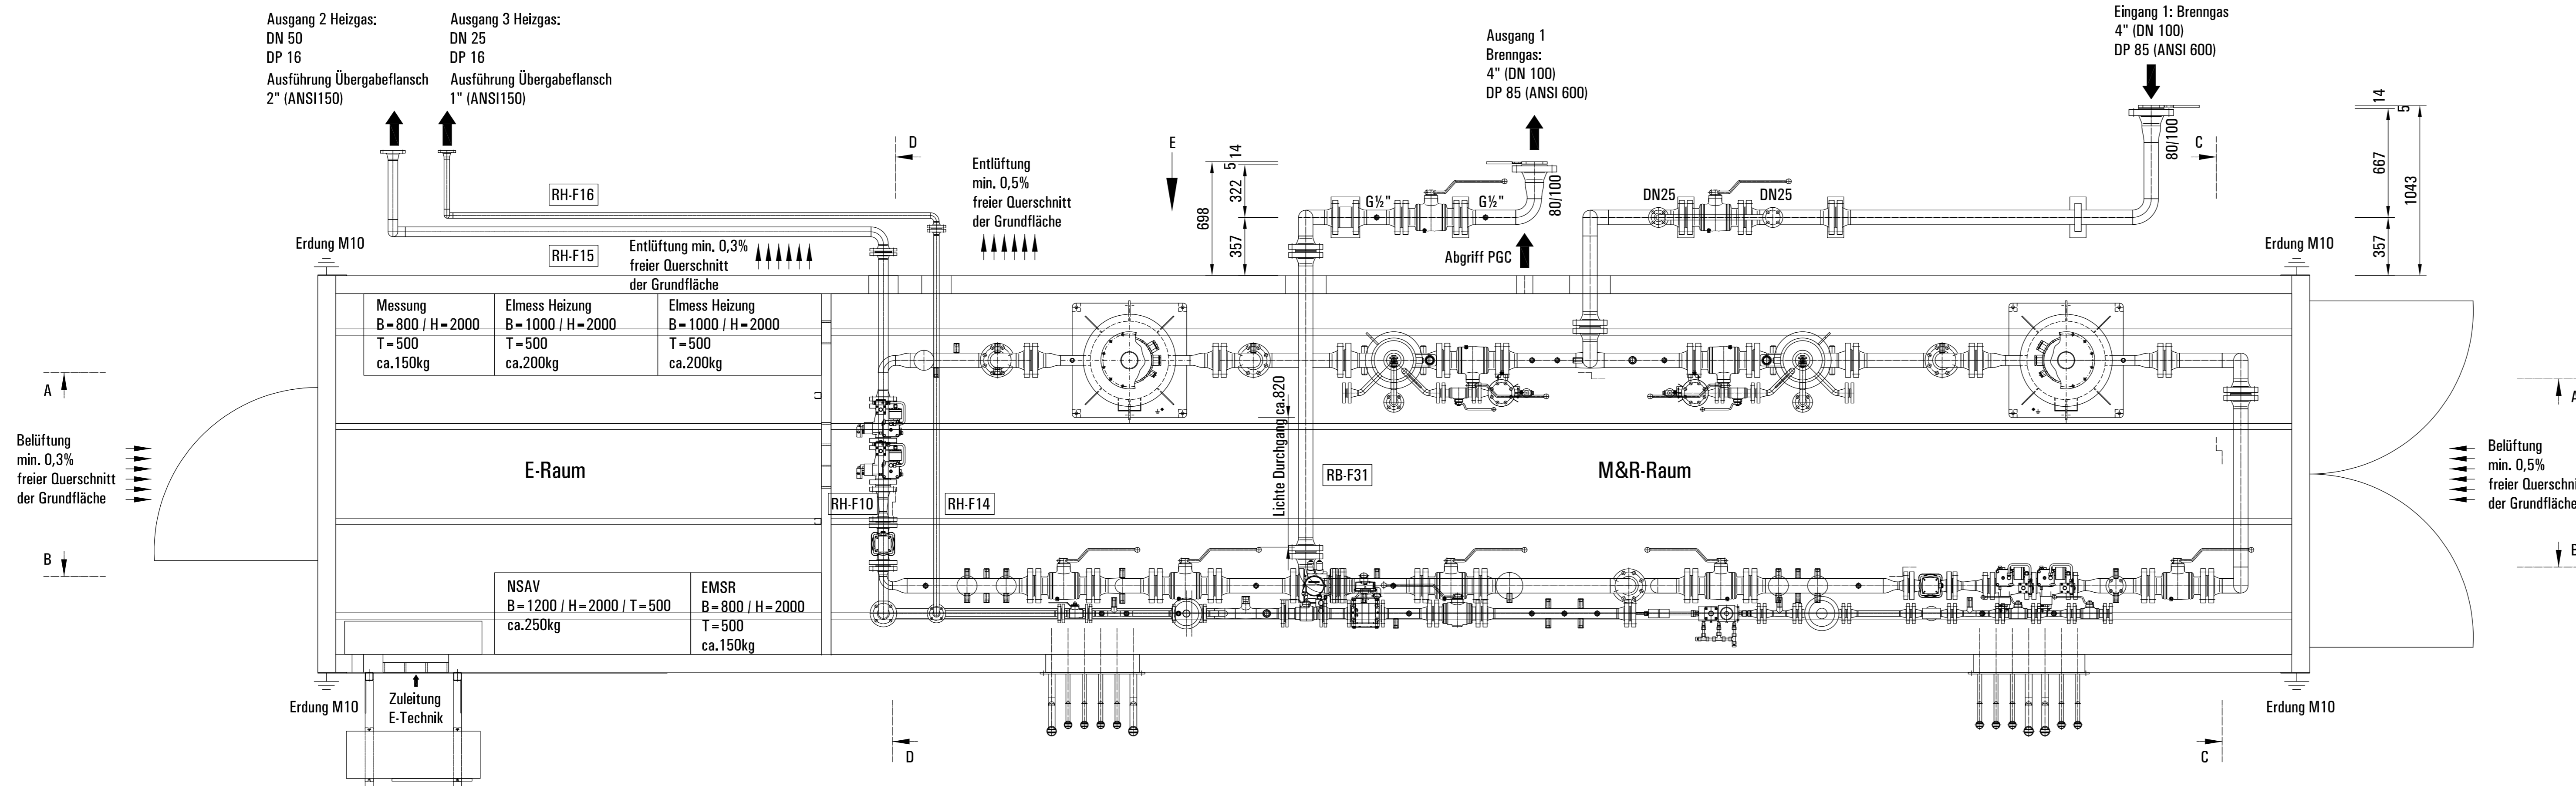 Ausgang 2 Heizgas:
DN 50
DP 16
Ausführung Übergabeflansch
2" (ANSI150)
Ausgang 3 Heizgas:
DN 25
DP 16
Ausführung Übergabeflansch
1" (ANSI150)
Ausgang 1
Brenngas:
4" (DN 100)
DP 85 (ANSI 600)
Eingang 1: Brenngas
4" (DN 100)
DP 85 (ANSI 600)
D
E
C
Entlüftung
min. 0,5%
freier Querschnitt
der Grundfläche
14
5
322
698
357
G½"
G½"
80/100
DN25
DN25
80/100
14
5
667
1043
357
RH-F16
RH-F15
Erdung M10
Entlüftung min. 0,3%
freier Querschnitt
der Grundfläche
Abgriff PGC
Erdung M10
Messung
B=800 / H=2000
T=500
ca.150kg
Elmess Heizung
B=1000 / H=2000
T=500
ca.200kg
Elmess Heizung
B=1000 / H=2000
T=500
ca.200kg
A
A
Belüftung
min. 0,3%
freier Querschnitt
der Grundfläche
E-Raum
RH-F10
RH-F14
Lichte Durchgang ca.820
RB-F31
M&R-Raum
Belüftung
min. 0,5%
freier Querschni
der Grundfläche
B
NSAV
B=1200 / H=2000 / T=500
ca.250kg
EMSR
B=800 / H=2000
T=500
ca.150kg
Erdung M10
Zuleitung
E-Technik
Erdung M10
D
C